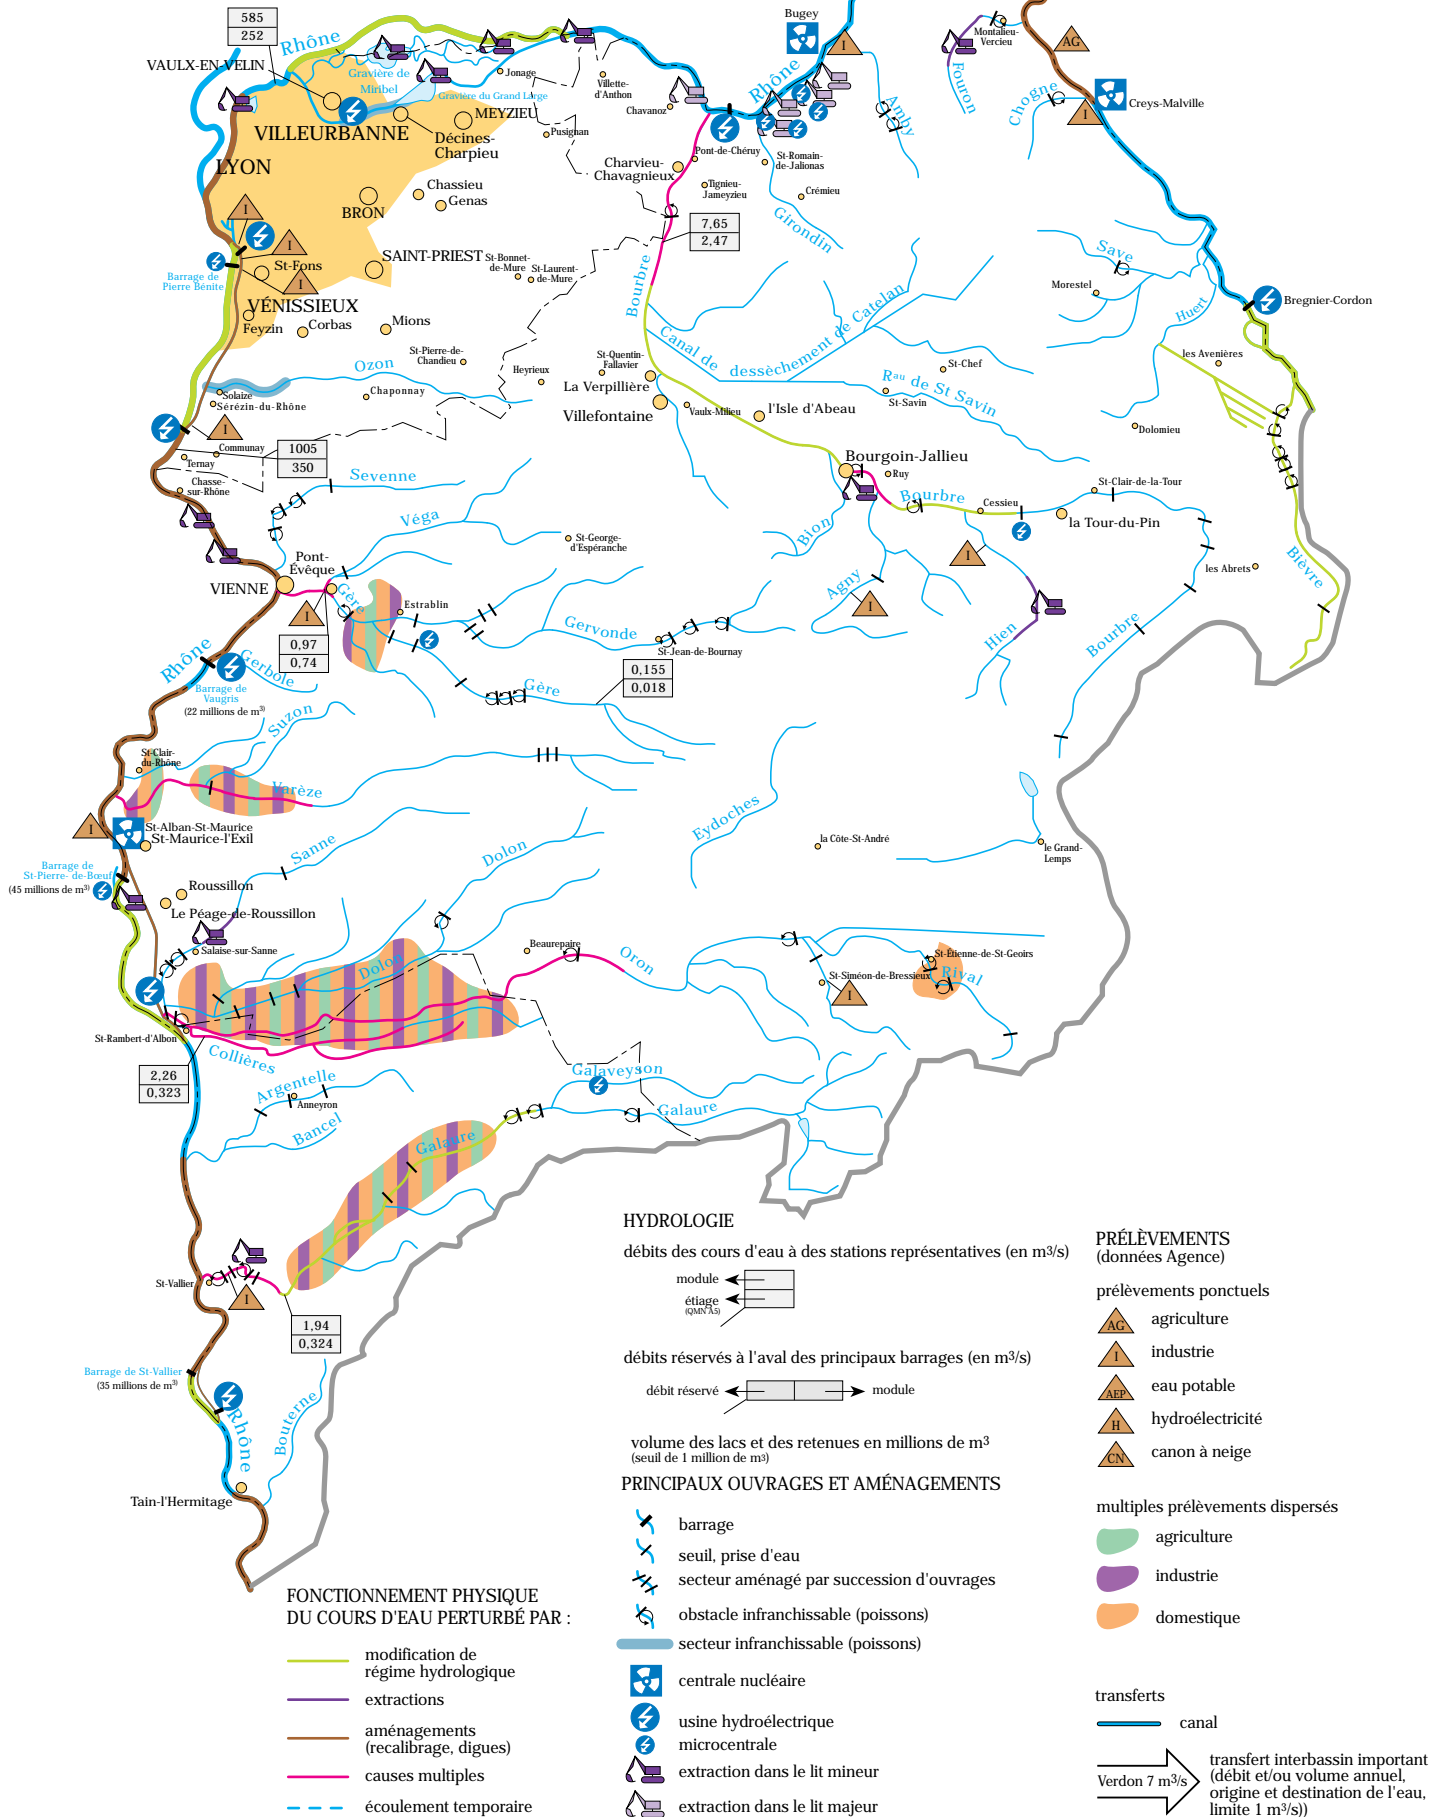 585
252
Rhône
VAULX-EN-VELIN
Gravière de
Miribel
Gravière du Grand Large
Jonage
Villette-
d'Anthon
Chavanoz
Bugey
I
Rhône
Amby
Montalieu-
Vercieu
Fouron
AG
Chogne
Creys-Malville
I
VILLEURBANNE
MEYZIEU
Décines-
Charpieu
Pusignan
LYON
Charvieu-
Chavagnieux
Pont-de-Chéruy
St-Romain-
de-Jalionas
Tignieu-
Jameyzieu
Crémieu
Girondin
Chassieu
Genas
BRON
7,65
2,47
I
I
I
SAINT-PRIEST
St-Bonnet-
de-Mure
St-Laurent-
de-Mure
St-Fons
Barrage de
Pierre Bénite
VÉNISSIEUX
Feyzin
Corbas
Mions
Bourbre
Save
Morestel
Huert
Bregnier-Cordon
Canal de dessèchement de Catelan
les Avenières
St-Pierre-de-
Chandieu
Ozon
Heyrieux
St-Quentin-
Fallavier
La Verpillière
Villefontaine
Vaulx-Milieu
l'Isle d'Abeau
St-Chef
Rau de St Savin
St-Savin
Dolomieu
Solaize
Sérézin-du-Rhône
Chaponnay
I
Communay
Ternay
Chasse-
sur-Rhône
1005
350
Sevenne
Véga
Bourgoin-Jallieu
Ruy
Bourbre
Cessieu
St-Clair-de-la-Tour
la Tour-du-Pin
St-George-
d'Espéranche
Bion
Agny
I
I
les Abrets
Bièvre
Pont-
Évêque
VIENNE
Gère
I
Estrablin
0,97
0,74
Gervonde
St-Jean-de-Bournay
Hien
Bourbre
Rhône
Gerbole
Barrage de
Vaugris
(22 millions de m3)
0,155
0,018
Gère
Suzon
St-Clair-
du-Rhône
Varèze
I
St-Alban-St-Maurice
St-Maurice-l'Exil
Barrage de
St-Pierre- de-Bœuf
(45 millions de m3)
Sanne
Dolon
Eydoches
la Côte-St-André
le Grand-
Lemps
Roussillon
Le Péage-de-Roussillon
Salaise-sur-Sanne
Beaurepaire
Oron
Dolon
St-Étienne-de-St-Geoirs
St-Siméon-de-Bressieux
Rival
I
St-Rambert-d'Albon
Collières
2,26
0,323
Argentelle
Anneyron
Bancel
Galaveyson
Galaure
Galaure
St-Vallier
I
1,94
0,324
Barrage de St-Vallier
(35 millions de m3)
Rhône
Bouterne
Tain-l'Hermitage
HYDROLOGIE
débits des cours d'eau à des stations représentatives (en m3/s)
module
étiage
(QMNA5)
débits réservés à l'aval des principaux barrages (en m3/s)
débit réservé
module
volume des lacs et des retenues en millions de m3
(seuil de 1 million de m3)
PRINCIPAUX OUVRAGES ET AMÉNAGEMENTS
barrage
seuil, prise d'eau
secteur aménagé par succession d'ouvrages
obstacle infranchissable (poissons)
secteur infranchissable (poissons)
centrale nucléaire
usine hydroélectrique
microcentrale
extraction dans le lit mineur
extraction dans le lit majeur
FONCTIONNEMENT PHYSIQUE
DU COURS D'EAU PERTURBÉ PAR :
modification de
régime hydrologique
extractions
aménagements
(recalibrage, digues)
causes multiples
écoulement temporaire
PRÉLÈVEMENTS
(données Agence)
prélèvements ponctuels
AG agriculture
I industrie
AEP eau potable
H hydroélectricité
CN canon à neige
multiples prélèvements dispersés
agriculture
industrie
domestique
transferts
canal
Verdon 7 m3/s
transfert interbassin important
(débit et/ou volume annuel,
origine et destination de l'eau,
limite 1 m3/s))